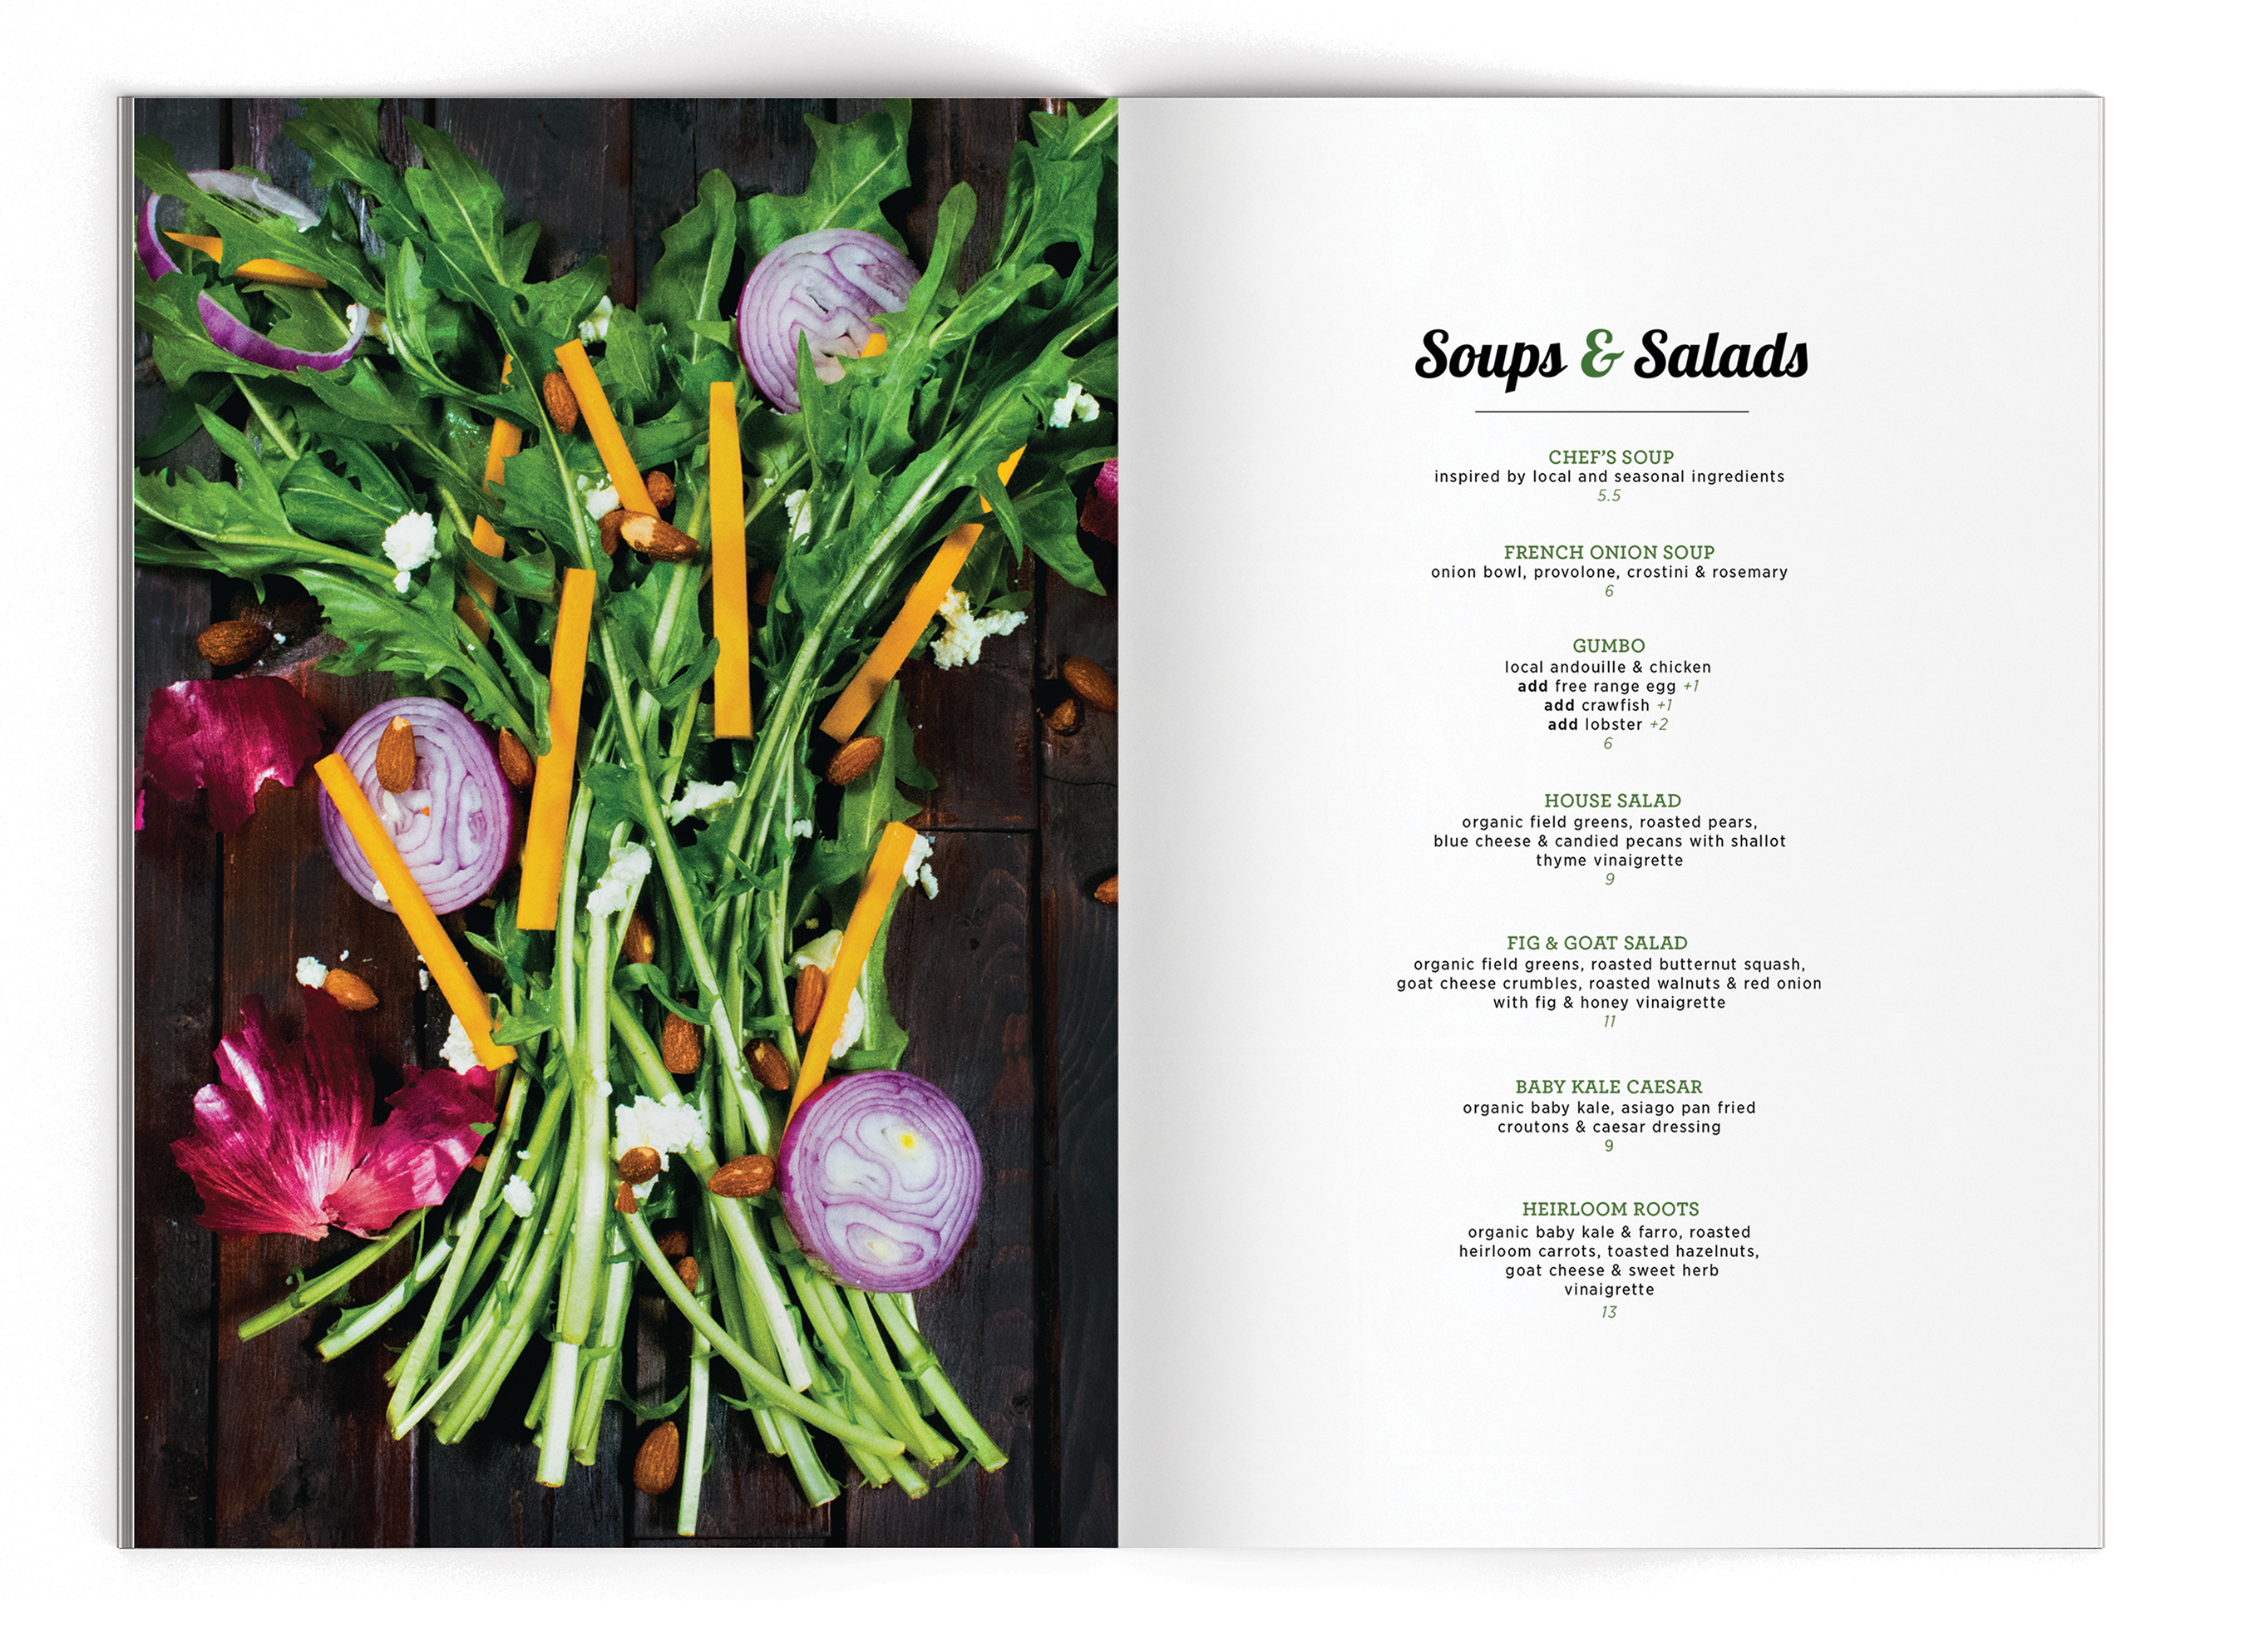 Soups & Salads
CHEF'S SOUP
inspired by local and seasonal ingredients
5.5
FRENCH ONION SOUP
onion bowl, provolone, crostini & rosemary
6
GUMBO
local andouille & chicken
add free range egg +1
add crawfish +1
add lobster +2
6
HOUSE SALAD
organic field greens, roasted pears,
blue cheese & candied pecans with shallot
thyme vinaigrette
9
FIG & GOAT SALAD
organic field greens, roasted butternut squash,
goat cheese crumbles, roasted walnuts & red onion
with fig & honey vinaigrette
11
BABY KALE CAESAR
organic baby kale, asiago pan fried
croutons & caesar dressing
9
HEIRLOOM ROOTS
organic baby kale & farro, roasted
heirloom carrots, toasted hazelnuts,
goat cheese & sweet herb
vinaigrette
13